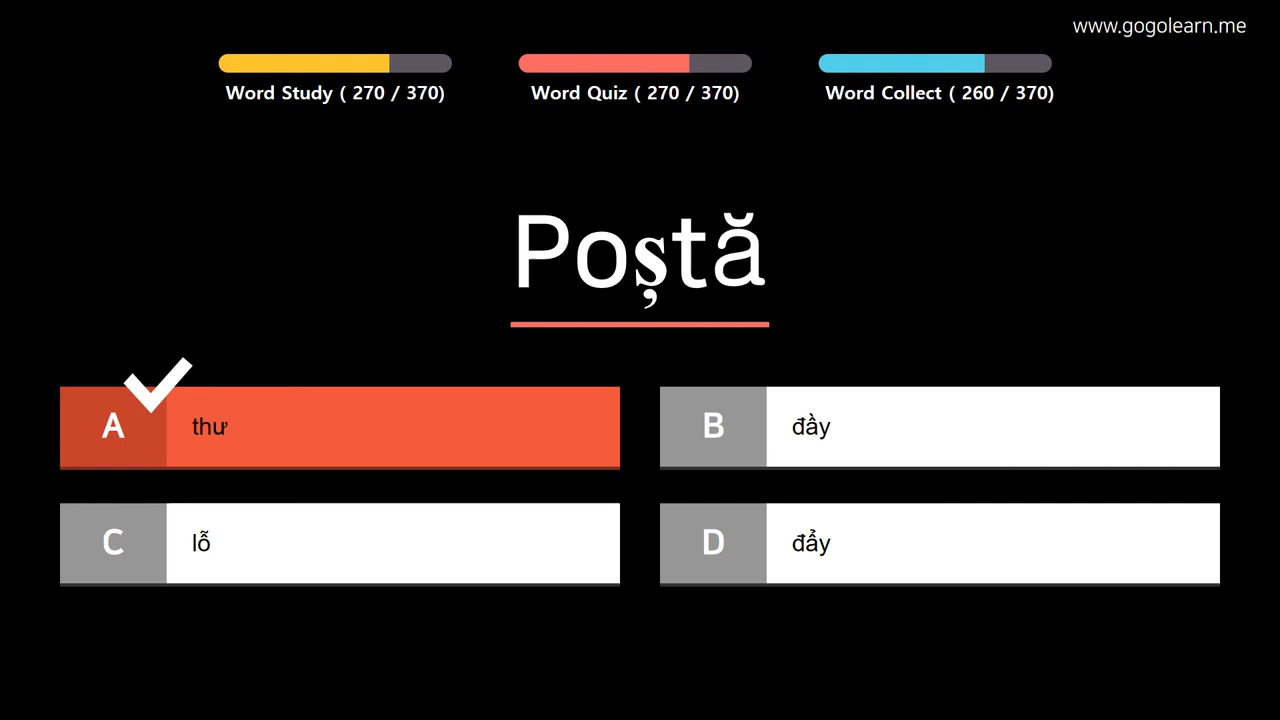 www.gogolearn.me
Word Study ( 270 / 370)
Word Quiz ( 270 / 370)
Word Collect ( 260 / 370)
Poștă
A thư
B đầy
C lỗ
D đẩy